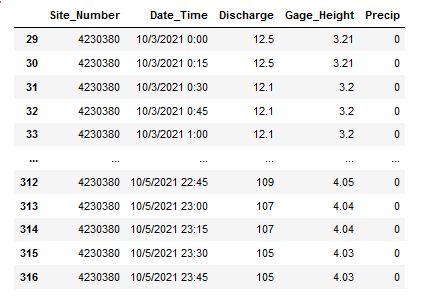 Site_Number Date_Time Discharge Gage_Height Precip
29 4230380 10/3/2021 0:00 12.5 3.21 0
30 4230380 10/3/2021 0:15 12.5 3.21 0
31 4230380 10/3/2021 0:30 12.1 3.2 0
32 4230380 10/3/2021 0:45 12.1 3.2 0
33 4230380 10/3/2021 1:00 12.1 3.2 0
... ... ... ... ... ...
312 4230380 10/5/2021 22:45 109 4.05 0
313 4230380 10/5/2021 23:00 107 4.04 0
314 4230380 10/5/2021 23:15 107 4.04 0
315 4230380 10/5/2021 23:30 105 4.03 0
316 4230380 10/5/2021 23:45 105 4.03 0